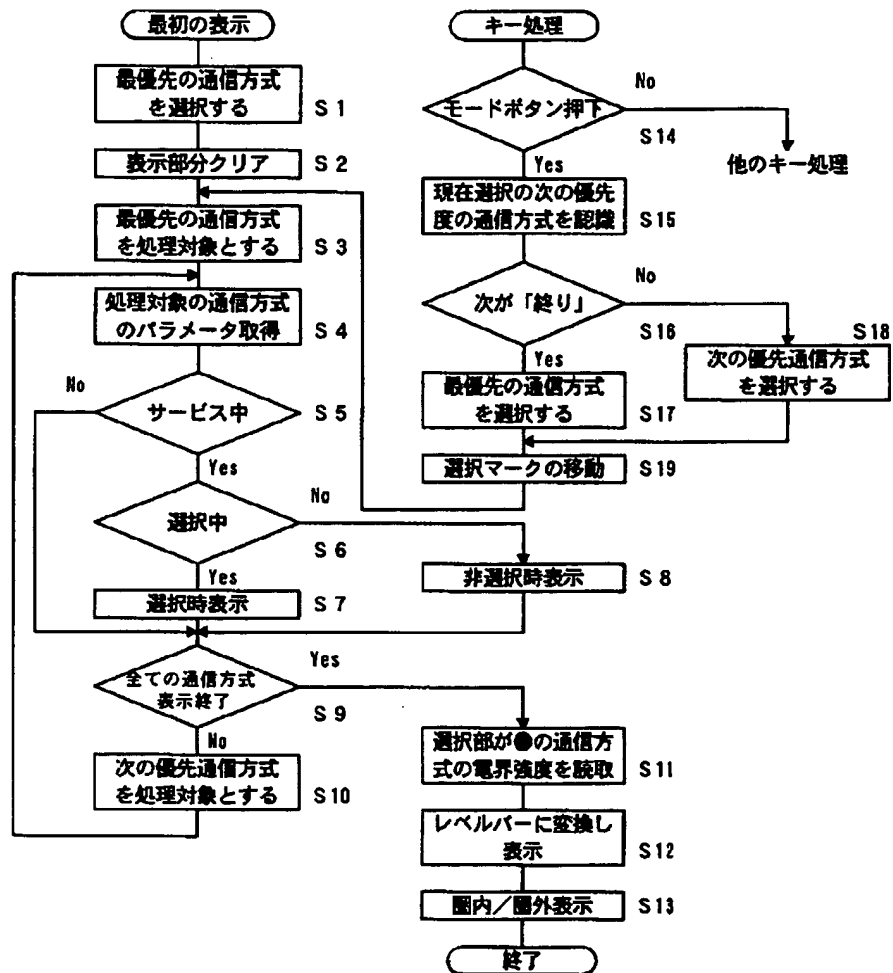 最初の表示
最優先の通信方式
を選択する
S1
表示部分クリア
S2
最優先の通信方式
を処理対象とする
S3
処理対象の通信方式
のパラメータ取得
S4
No
サービス中
S5
Yes
No
選択中
S6
Yes
選択時表示
S7
非選択時表示
S8
全ての通信方式
表示終了
Yes
S9
No
次の優先通信方式
を処理対象とする
S10
選択部が●の通信方
式の電界強度を読取
S11
レベルバーに変換し
表示
S12
圏内/圏外表示
S13
終了
キー処理
No
モードボタン押下
S14
他のキー処理
Yes
現在選択の次の優先
度の通信方式を認識
S15
No
次が「終り」
S16
Yes
S18
次の優先通信方式
を選択する
最優先の通信方式
を選択する
S17
選択マークの移動
S19